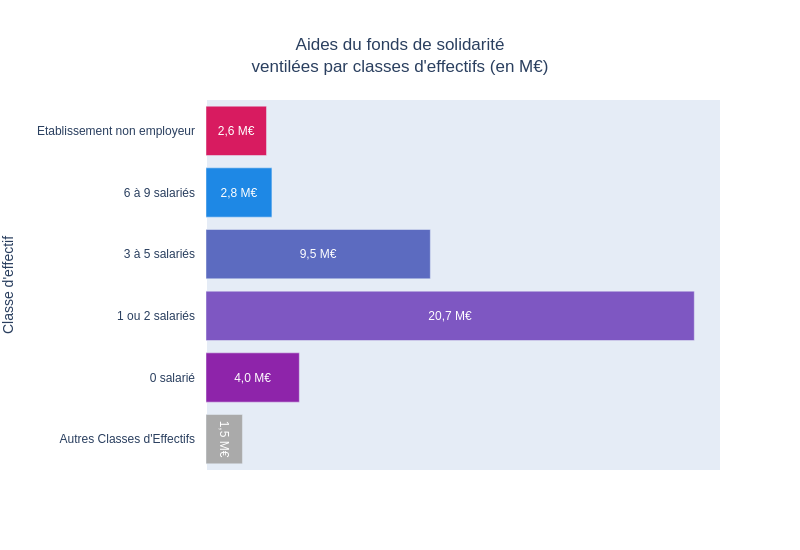 Aides du fonds de solidarité
ventilées par classes d'effectifs (en M€)
Classe d'effectif
Etablissement non employeur
2,6 M€
6 à 9 salariés
2,8 M€
3 à 5 salariés
9,5 M€
1 ou 2 salariés
20,7 M€
0 salarié
4,0 M€
Autres Classes d'Effectifs
1,5 M€